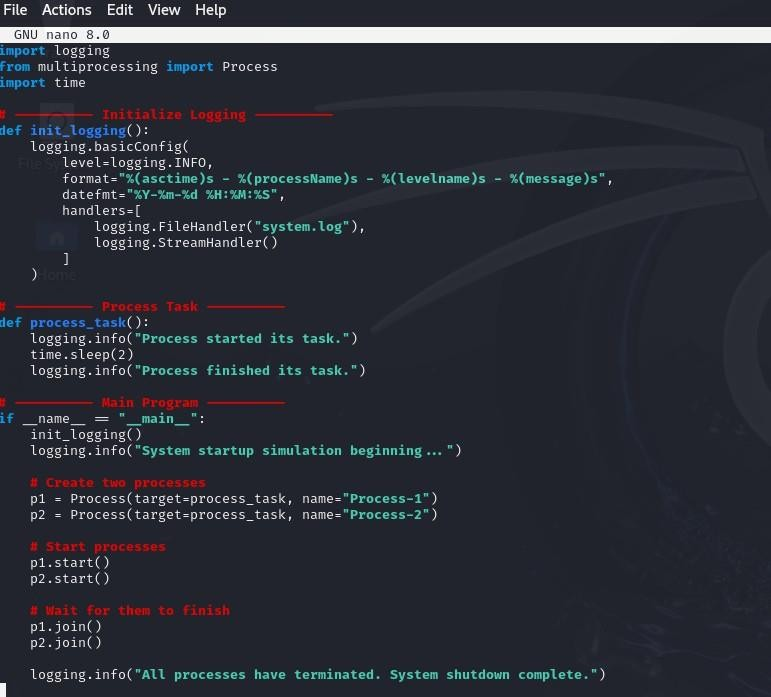 File Actions Edit View Help
GNU nano 8.0
import logging
from multiprocessing import Process
import time
# ────────── Initialize Logging ──────────
def init_logging():
    logging.basicConfig(
        level=logging.INFO,
        format="%(asctime)s - %(processName)s - %(levelname)s - %(message)s",
        datefmt="%Y-%m-%d %H:%M:%S",
        handlers=[
            logging.FileHandler("system.log"),
            logging.StreamHandler()
        ]
    )
Home
# ────────── Process Task ──────────
def process_task():
    logging.info("Process started its task.")
    time.sleep(2)
    logging.info("Process finished its task.")
# ────────── Main Program ──────────
if __name__ == "__main__":
    init_logging()
    logging.info("System startup simulation beginning...")
    # Create two processes
    p1 = Process(target=process_task, name="Process-1")
    p2 = Process(target=process_task, name="Process-2")
    # Start processes
    p1.start()
    p2.start()
    # Wait for them to finish
    p1.join()
    p2.join()
    logging.info("All processes have terminated. System shutdown complete.")